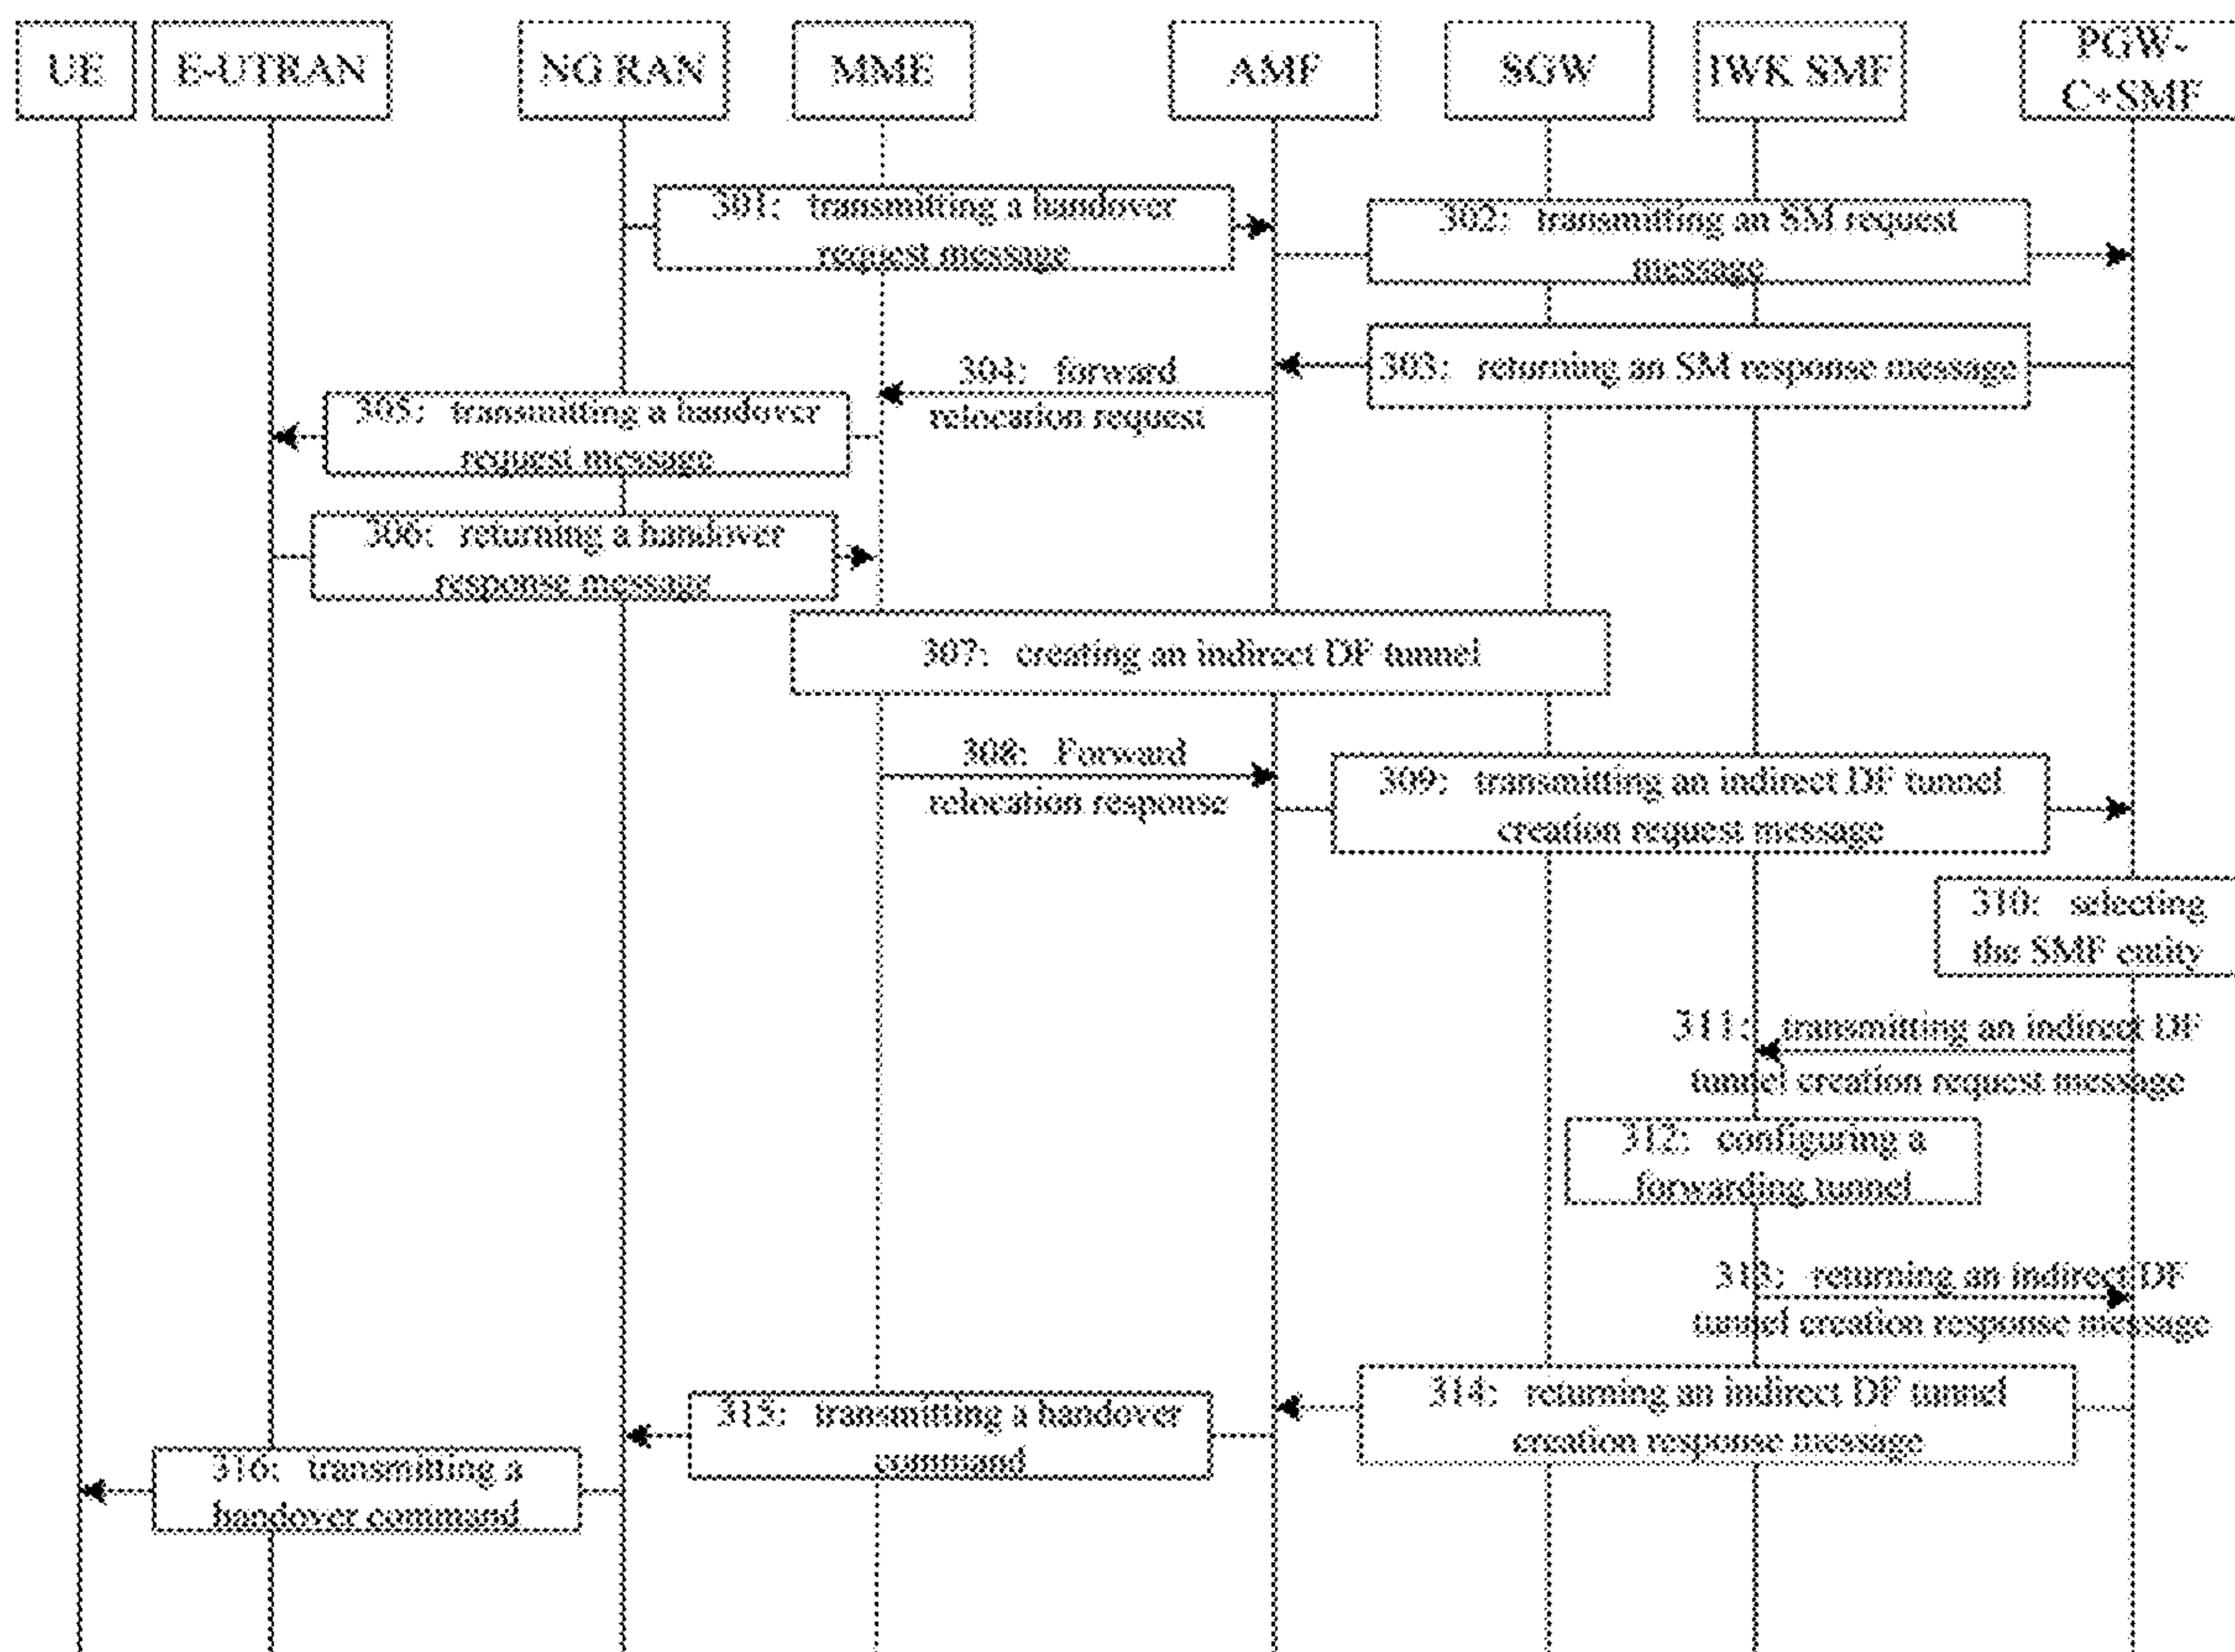 UE
E-UTRAN
NG RAN
MME
AMF
SGW
IWK SMF
PGW-
C+SMF
301: transmitting a handover
request message
302: transmitting an SM request
message
303: returning an SM response message
304: forward
relocation request
305: transmitting a handover
request message
306: returning a handover
response message
307: creating an indirect DF tunnel
308: Forward
relocation response
309: transmitting an indirect DF tunnel
creation request message
310: selecting
the SMF entity
311: transmitting an indirect DF
tunnel creation request message
312: configuring a
forwarding tunnel
313: returning an indirect DF
tunnel creation response message
314: returning an indirect DF tunnel
creation response message
315: transmitting a handover
command
316: transmitting a
handover command